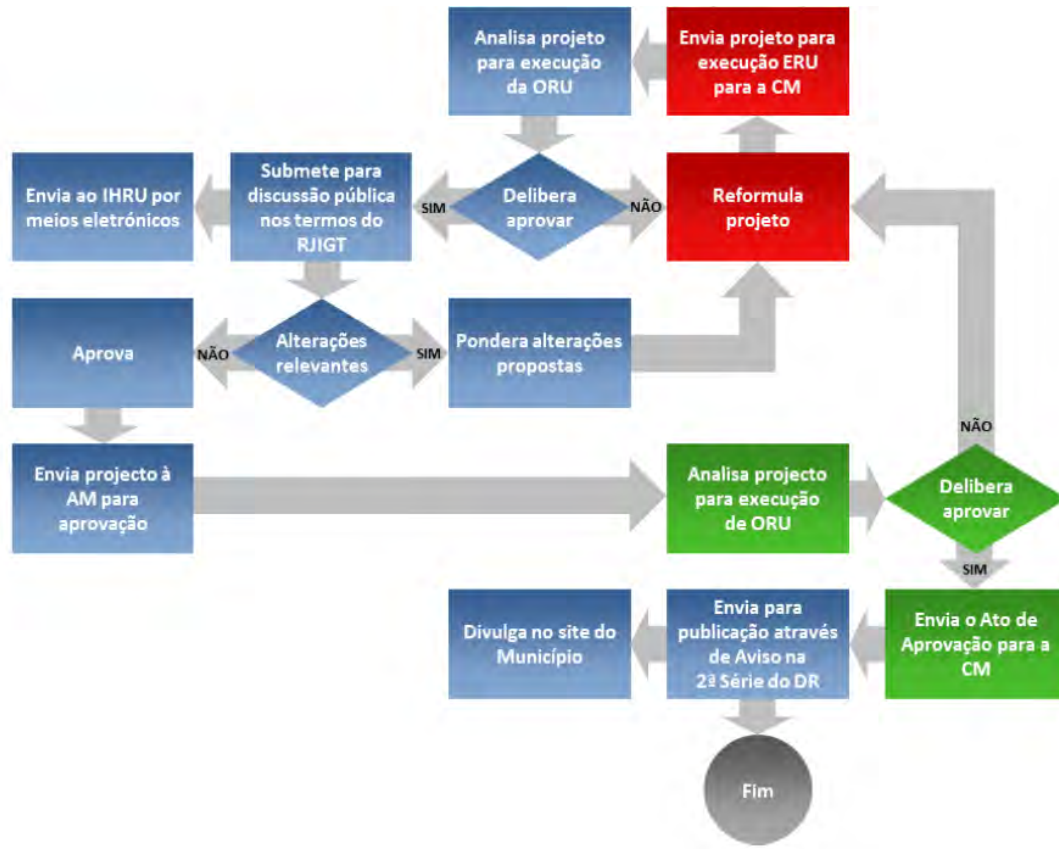 Analisa projeto
para execução
da ORU
Envia projeto para
execução ERU
para a CM
Envia ao IHRU por
meios eletrónicos
Submete para
discussão pública
nos termos do
RJIGT
SIM
Delibera
aprovar
NÃO
Reformula
projeto
Aprova
NÃO
Alterações
relevantes
SIM
Pondera alterações
propostas
Envia projecto à
AM para
aprovação
Analisa projecto
para execução
de ORU
NÃO
Delibera
aprovar
SIM
Divulga no site do
Município
Envia para
publicação através
de Aviso na
2ª Série do DR
Envia o Ato de
Aprovação para a
CM
Fim